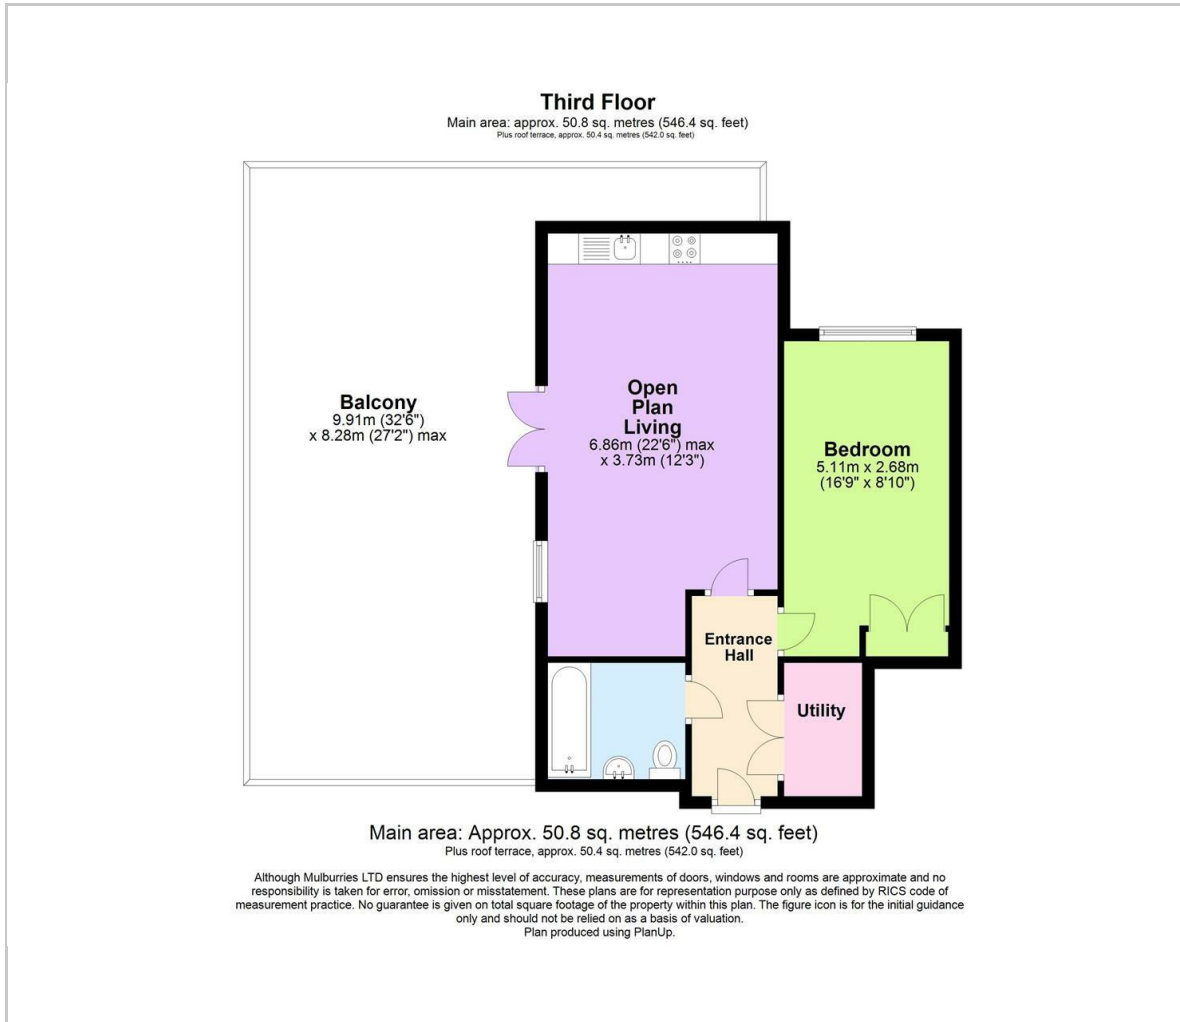 Third Floor
Main area: approx. 50.8 sq. metres (546.4 sq. feet)
Plus roof terrace, approx. 50.4 sq. metres (542.0 sq. feet)
Balcony
9.91m (32'6")
x 8.28m (27'2") max
Open
Plan
Living
6.86m (22'6") max
x 3.73m (12'3")
Bedroom
5.11m x 2.68m
(16'9" x 8'10")
Entrance
Hall
Utility
Main area: Approx. 50.8 sq. metres (546.4 sq. feet)
Plus roof terrace, approx. 50.4 sq. metres (542.0 sq. feet)
Although Mulburries LTD ensures the highest level of accuracy, measurements of doors, windows and rooms are approximate and no
responsibility is taken for error, omission or misstatement. These plans are for representation purpose only as defined by RICS code of
measurement practice. No guarantee is given on total square footage of the property within this plan. The figure icon is for the initial guidance
only and should not be relied on as a basis of valuation.
Plan produced using PlanUp.